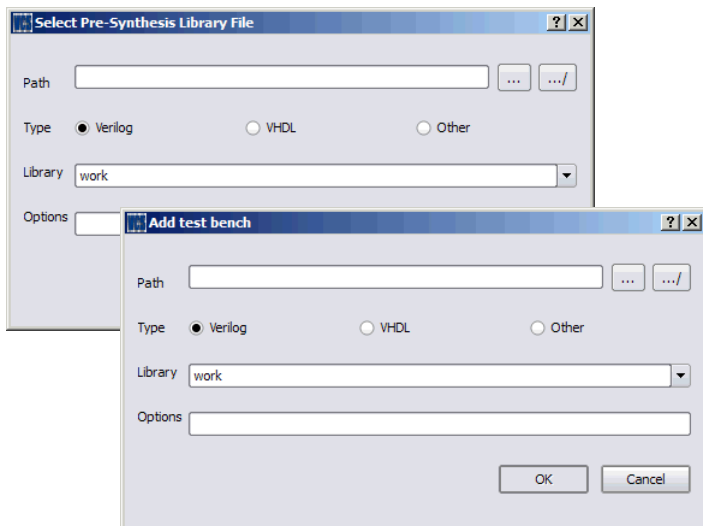 Select Pre-Synthesis Library File
Path ... .../
Type Verilog VHDL Other
Library work
Options
Add test bench
Path ... .../
Type Verilog VHDL Other
Library work
Options
OK Cancel